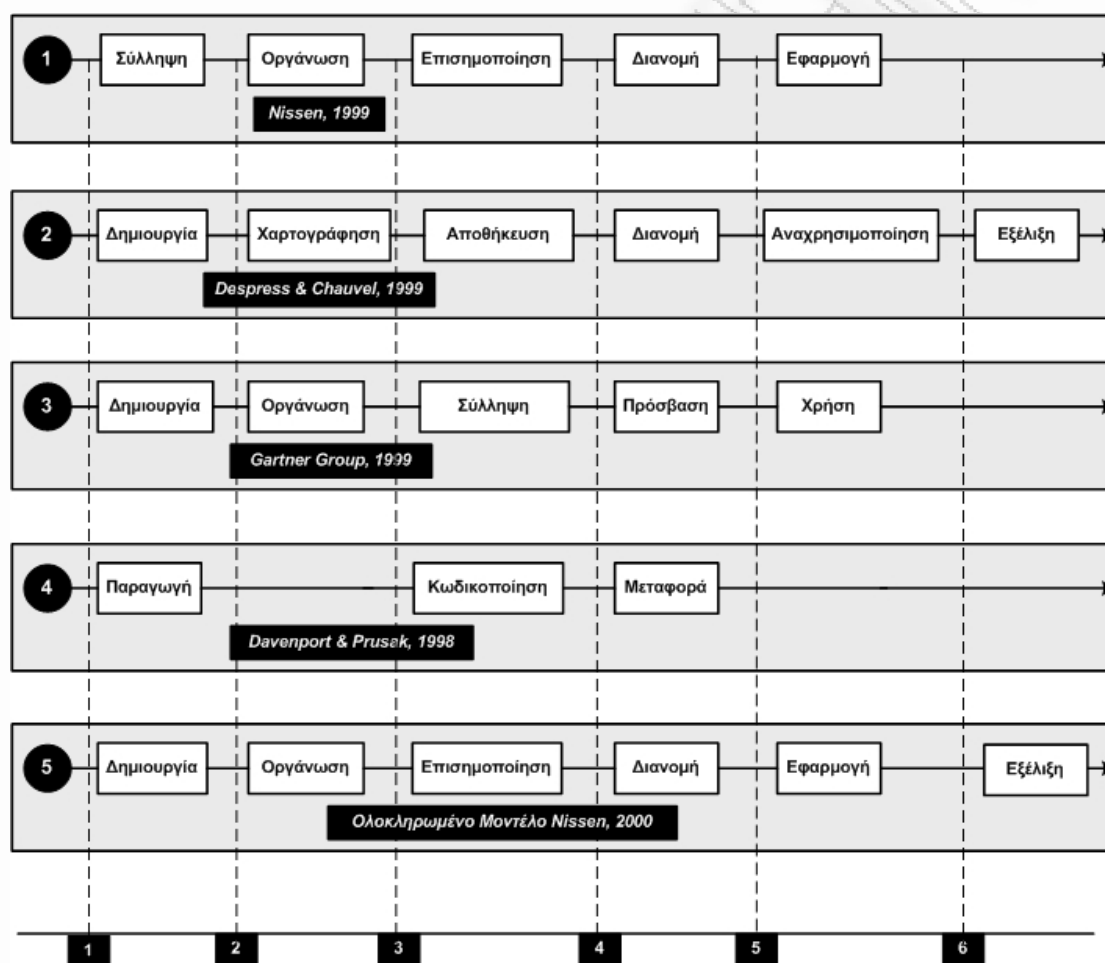 1 Σύλληψη Οργάνωση Επισημοποίηση Διανομή Εφαρμογή
Nissen, 1999
2 Δημιουργία Χαρτογράφηση Αποθήκευση Διανομή Αναχρησιμοποίηση Εξέλιξη
Despress & Chauvel, 1999
3 Δημιουργία Οργάνωση Σύλληψη Πρόσβαση Χρήση
Gartner Group, 1999
4 Παραγωγή Κωδικοποίηση Μεταφορά
Davenport & Prusak, 1998
5 Δημιουργία Οργάνωση Επισημοποίηση Διανομή Εφαρμογή Εξέλιξη
Ολοκληρωμένο Μοντέλο Nissen, 2000
1 2 3 4 5 6